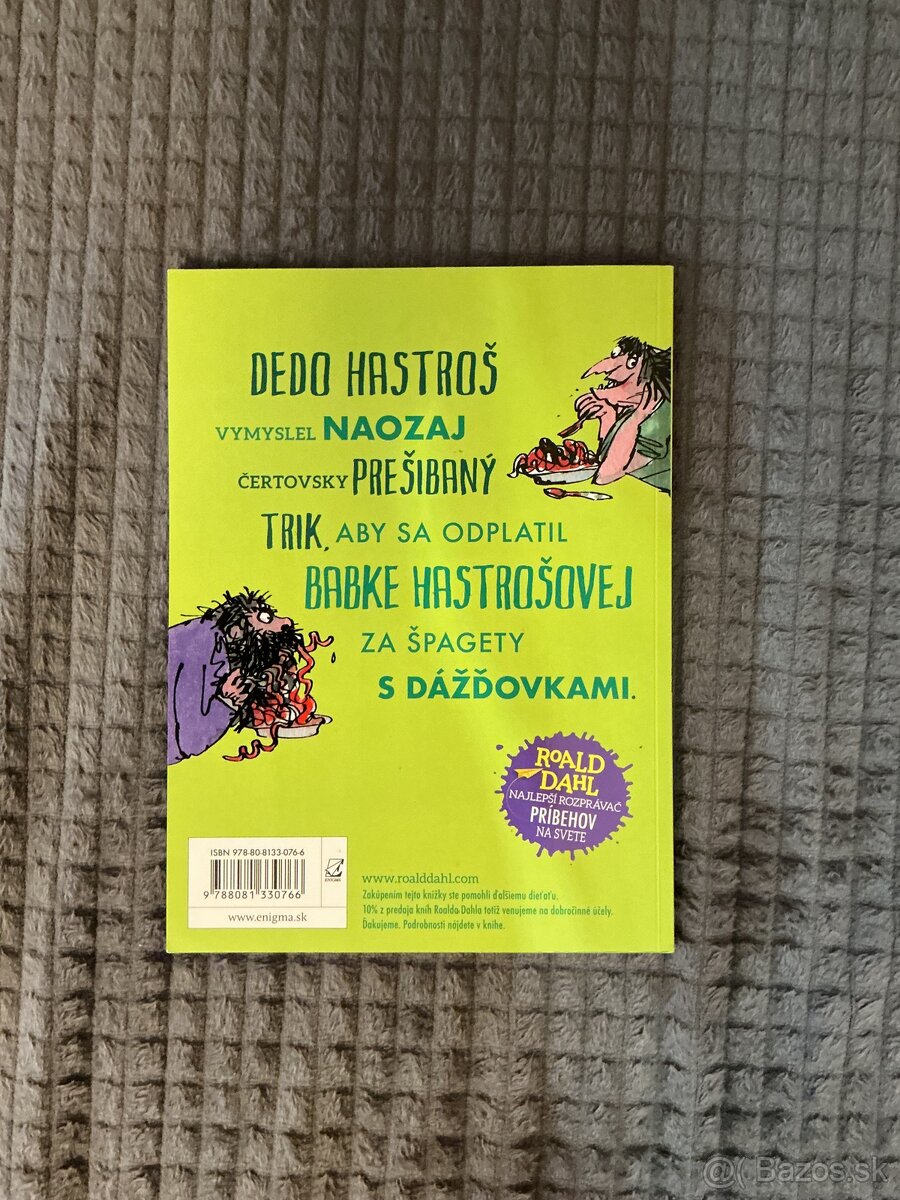 DEDO HASTROŠ
VYMYSLEL NAOZAJ
ČERTOVSKY PREŠIBANÝ
TRIK, ABY SA ODPLATIL
BABKE HASTROŠOVEJ
ZA ŠPAGETY
S DÁŽĎOVKAMI.
ROALD
DAHL
NAJLEPŠÍ ROZPRÁVAČ
PRÍBEHOV
NA SVETE
ISBN 978-80-8133-076-6
ENIGMA
9 788081 330766
www.enigma.sk
www.roalddahl.com
Zakúpením tejto knižky ste pomohli ďalšiemu dieťaťu.
10% z predaja kníh Roalda Dahla totiž venujeme na dobročinné účely.
Ďakujeme. Podrobnosti nájdete v knihe.
@( Bazos.sk